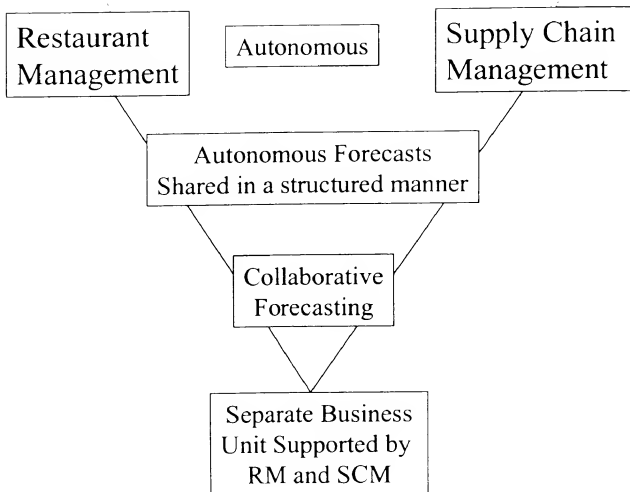 Restaurant
Management
Autonomous
Supply Chain
Management
Autonomous Forecasts
Shared in a structured manner
Collaborative
Forecasting
Separate Business
Unit Supported by
RM and SCM